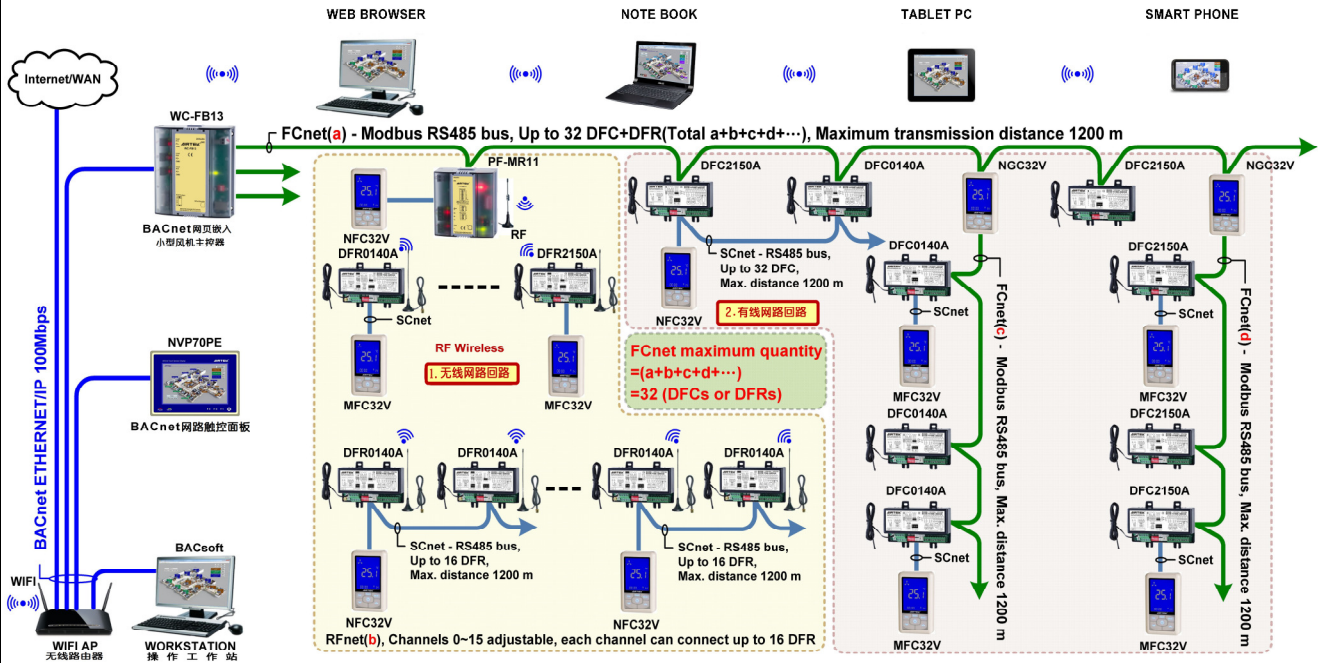 WEB BROWSER
NOTE BOOK
TABLET PC
SMART PHONE
Internet/WAN
WC-FB13
FCnet(a) - Modbus RS485 bus, Up to 32 DFC+DFR(Total a+b+c+d+···), Maximum transmission distance 1200 m
BACnet网页嵌入
小型风机主控器
PF-MR11
RF
NFC32V
DFR0140A
DFR2150A
SCnet
MFC32V
MFC32V
RF Wireless
1.无线网路回路
DFC2150A
DFC0140A
NGC32V
DFC2150A
NGC32V
SCnet - RS485 bus,
Up to 32 DFC,
Max. distance 1200 m
NFC32V
2.有线网路回路
FCnet maximum quantity
=(a+b+c+d+···)
=32 (DFCs or DFRs)
DFC0140A
SCnet
MFC32V
DFC0140A
DFC0140A
SCnet
MFC32V
FCnet(c) - Modbus RS485 bus, Max. distance 1200 m
DFC2150A
SCnet
MFC32V
DFC2150A
DFC2150A
SCnet
MFC32V
FCnet(d) - Modbus RS485 bus, Max. distance 1200 m
DFR0140A
DFR0140A
DFR0140A
DFR0140A
SCnet - RS485 bus,
Up to 16 DFR,
Max. distance 1200 m
SCnet - RS485 bus,
Up to 16 DFR,
Max. distance 1200 m
NFC32V
NFC32V
RFnet(b), Channels 0~15 adjustable, each channel can connect up to 16 DFR
BACnet ETHERNET/IP 100Mbps
NVP70PE
BACnet网路触控面板
BACsoft
WIFI
WIFI AP
无线路由器
WORKSTATION
操作工作站